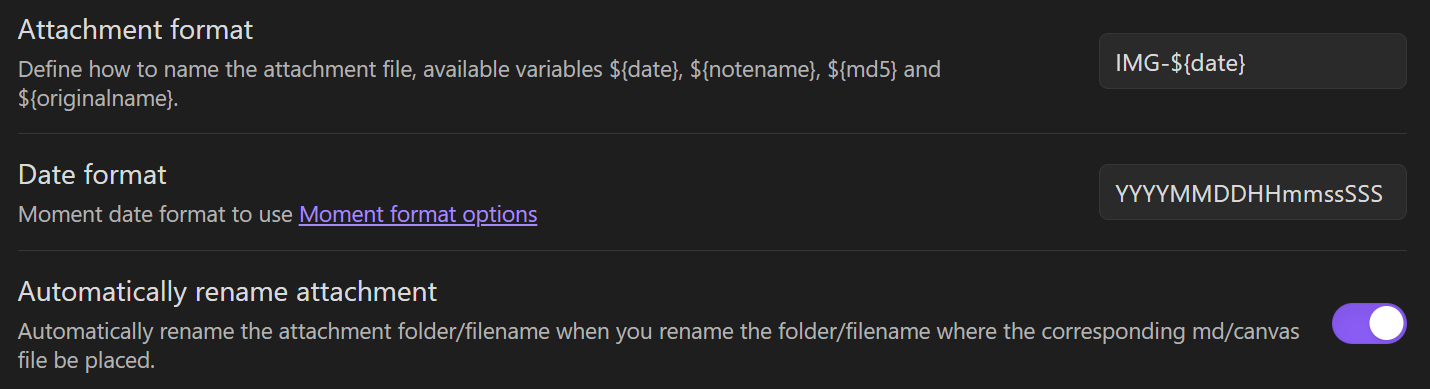 Attachment format
Define how to name the attachment file, available variables ${date}, ${notename}, ${md5} and
${originalname}.
IMG-${date}
Date format
Moment date format to use Moment format options
YYYYMMDDHHmmssSSS
Automatically rename attachment
Automatically rename the attachment folder/filename when you rename the folder/filename where the corresponding md/canvas
file be placed.